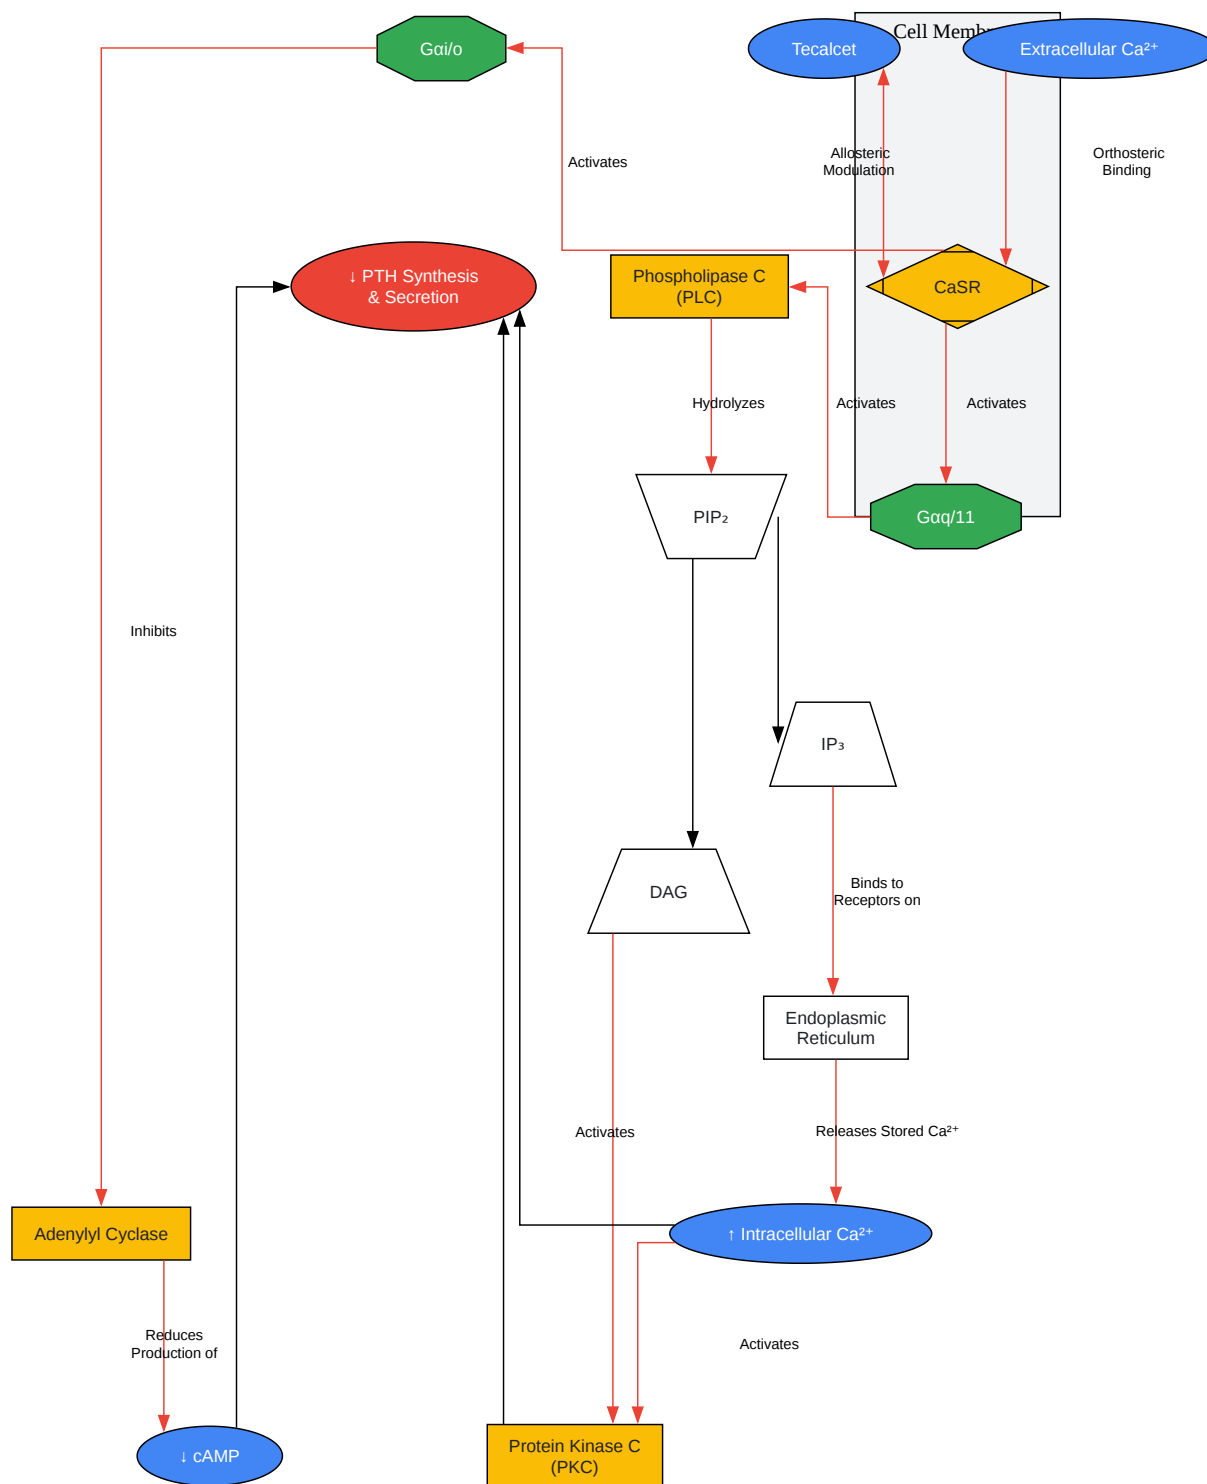 Gαi/o
Tecalcet
Cell Memb
Extracellular Ca²⁺
Activates
Allosteric
Modulation
Orthosteric
Binding
↓ PTH Synthesis
& Secretion
Phospholipase C
(PLC)
CaSR
Hydrolyzes
Activates
Activates
PIP₂
Gαq/11
Inhibits
IP₃
DAG
Binds to
Receptors on
Endoplasmic
Reticulum
Activates
Releases Stored Ca²⁺
Adenylyl Cyclase
↑ Intracellular Ca²⁺
Reduces
Production of
Activates
↓ cAMP
Protein Kinase C
(PKC)